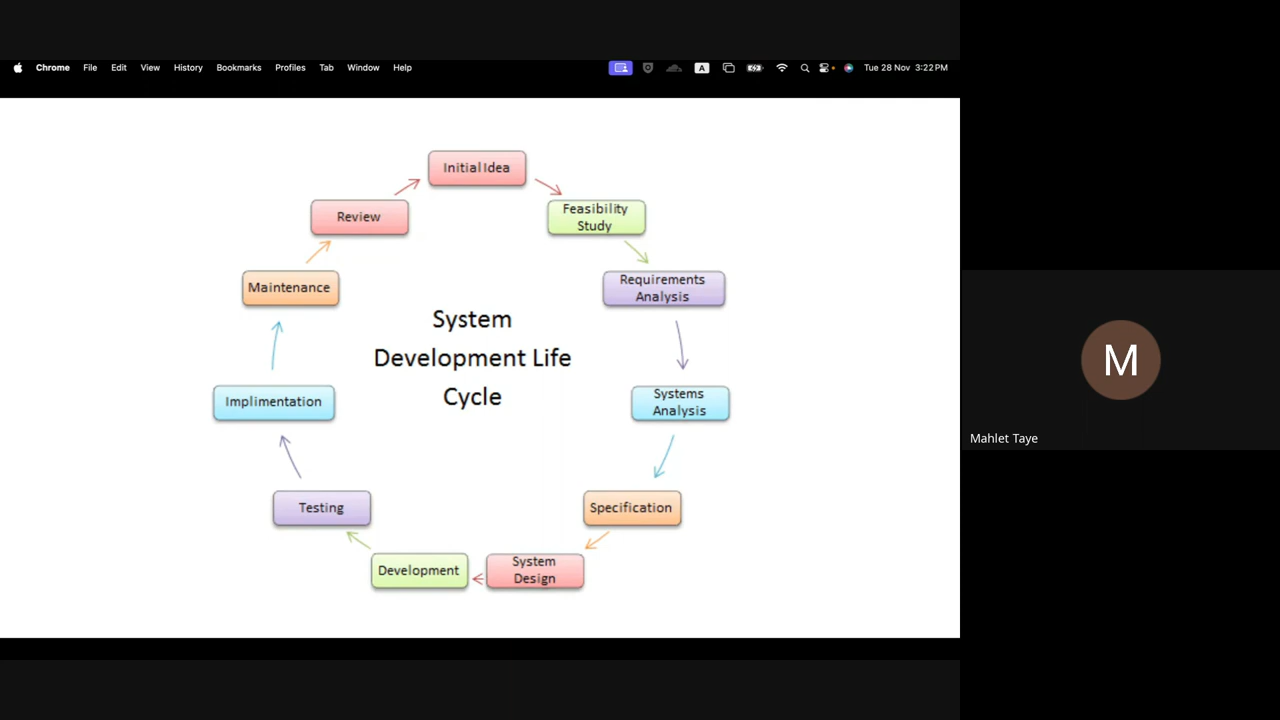 Chrome File Edit View History Bookmarks Profiles Tab Window Help A Tue 28 Nov 3:22 PM
Initial Idea
Feasibility
Study
Requirements
Analysis
Systems
Analysis
Specification
System
Design
Development
Testing
Implimentation
Maintenance
Review
System
Development Life
Cycle
M
Mahlet Taye